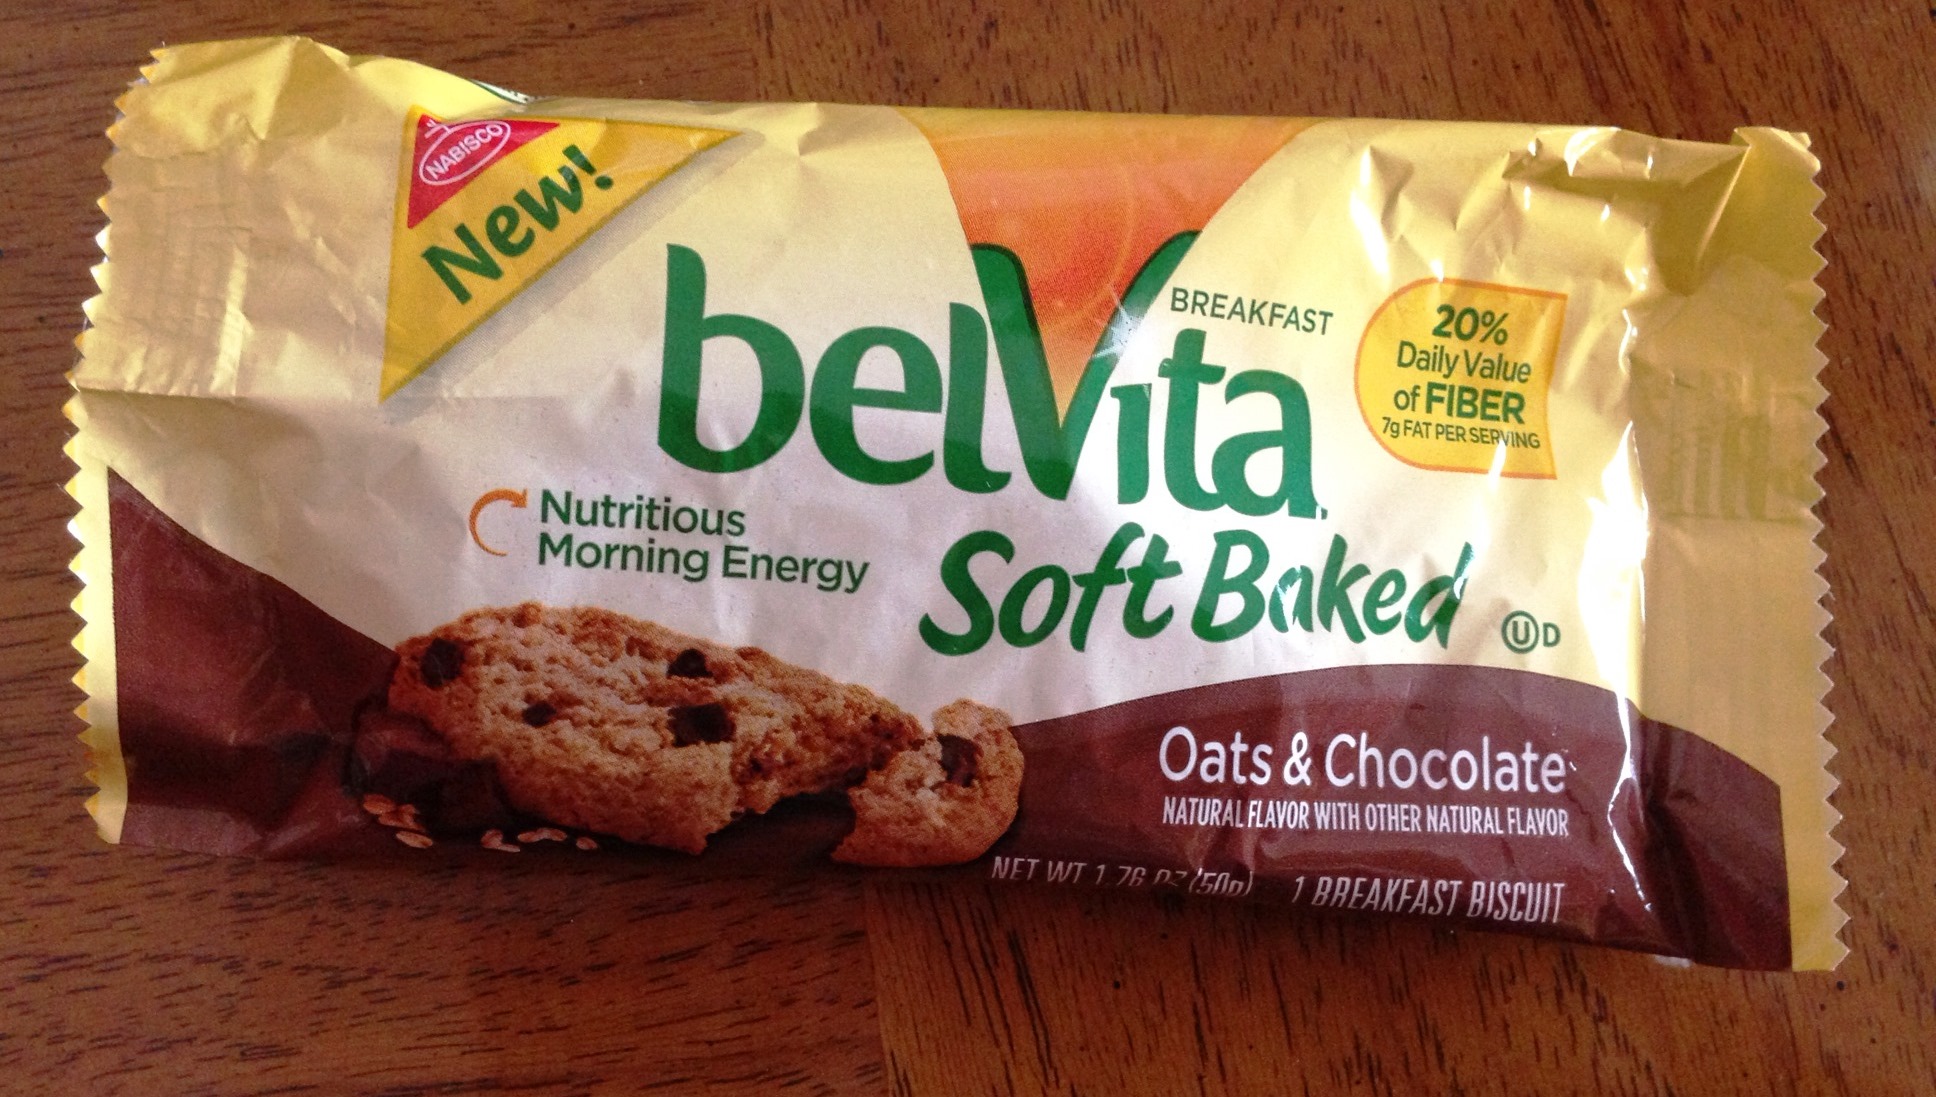 NABISCO
New!
belVita
BREAKFAST
20%
Daily Value
of FIBER
7g FAT PER SERVING
Nutritious
Morning Energy
Soft Baked
U D
Oats & Chocolate
NATURAL FLAVOR WITH OTHER NATURAL FLAVOR
NET WT 1.76 OZ (50g) 1 BREAKFAST BISCUIT